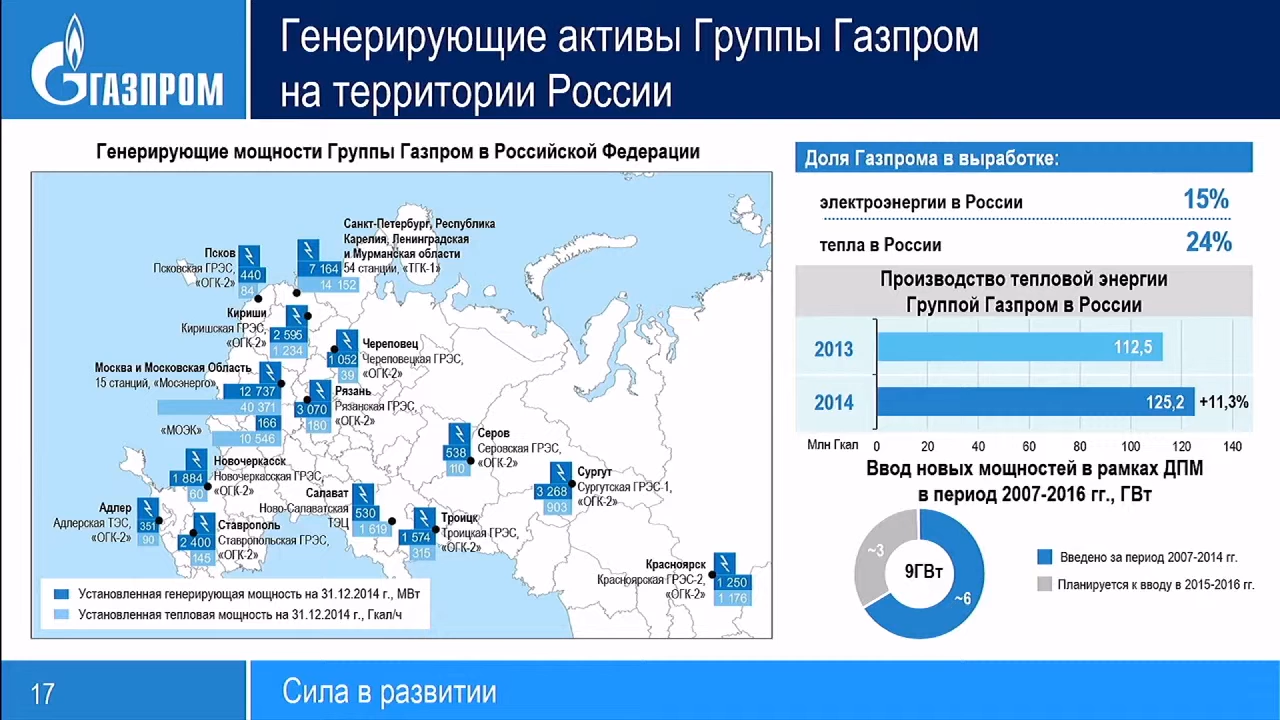 ГАЗПРОМ
Генерирующие активы Группы Газпром
на территории России
Генерирующие мощности Группы Газпром в Российской Федерации
Санкт-Петербург, Республика
Карелия, Ленинградская
и Мурманская области
54 станции, «ТГК-1»
7 164
14 152
Псков
Псковская ГРЭС,
«ОГК-2»
440
84
Кириши
Киришская ГРЭС,
«ОГК-2»
2 595
1 234
Череповец
Череповецкая ГРЭС,
«ОГК-2»
1 052
39
Москва и Московская Область
15 станций, «Мосэнерго»,
12 737
40 371
«МОЭК»
166
10 546
Рязань
Рязанская ГРЭС,
«ОГК-2»
3 070
180
Серов
Серовская ГРЭС,
«ОГК-2»
538
110
Сургут
Сургутская ГРЭС-1,
«ОГК-2»
3 268
903
Новочеркасск
Новочеркасская ГРЭС,
«ОГК-2»
1 884
60
Салават
Ново-Салаватская
ТЭЦ
530
1 619
Адлер
Адлерская ТЭС,
«ОГК-2»
351
90
Ставрополь
Ставропольская ГРЭС,
«ОГК-2»
2 400
145
Троицк
Троицкая ГРЭС,
«ОГК-2»
1 574
315
Красноярск
Красноярская ГРЭС-2,
«ОГК-2»
1 250
1 176
Установленная генерирующая мощность на 31.12.2014 г., МВт
Установленная тепловая мощность на 31.12.2014 г., Гкал/ч
Доля Газпрома в выработке:
электроэнергии в России 15%
тепла в России 24%
Производство тепловой энергии
Группой Газпром в России
2013 112,5
2014 125,2 +11,3%
Млн Гкал 0 20 40 60 80 100 120 140
Ввод новых мощностей в рамках ДПМ
в период 2007-2016 гг., ГВт
~3
9ГВт
~6
Введено за период 2007-2014 гг.
Планируется к вводу в 2015-2016 гг.
17
Сила в развитии